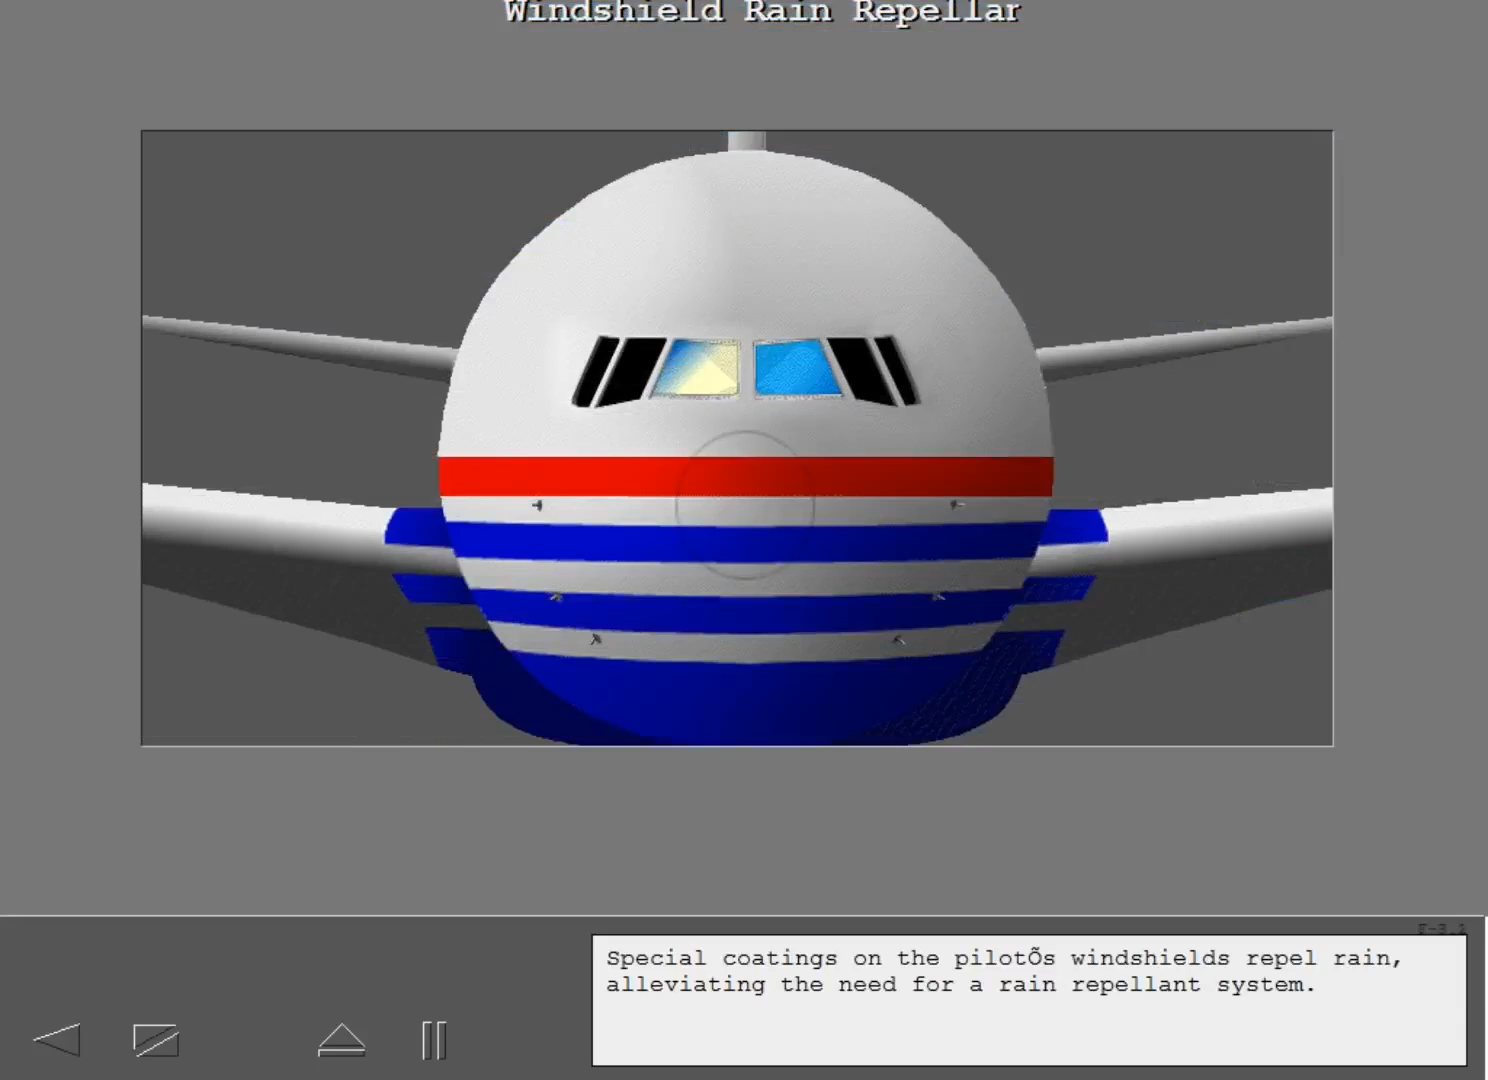 Windshield Rain Repellar
Special coatings on the pilotÕs windshields repel rain,
alleviating the need for a rain repellant system.